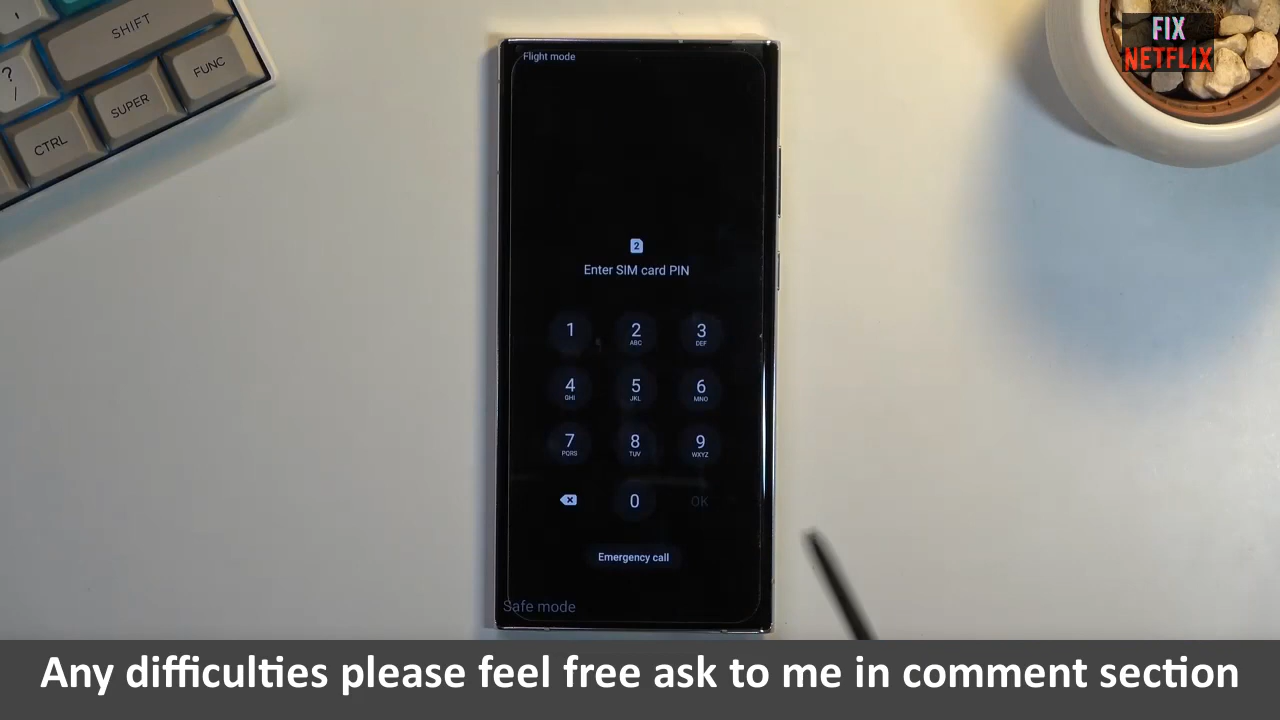 SHIFT
?
/
FUNC
SUPER
CTRL
FIX
NETFLIX
Flight mode
2
Enter SIM card PIN
1
2
ABC
3
DEF
4
GHI
5
JKL
6
MNO
7
PQRS
8
TUV
9
WXYZ
0
OK
Emergency call
Safe mode
Any difficulties please feel free ask to me in comment section